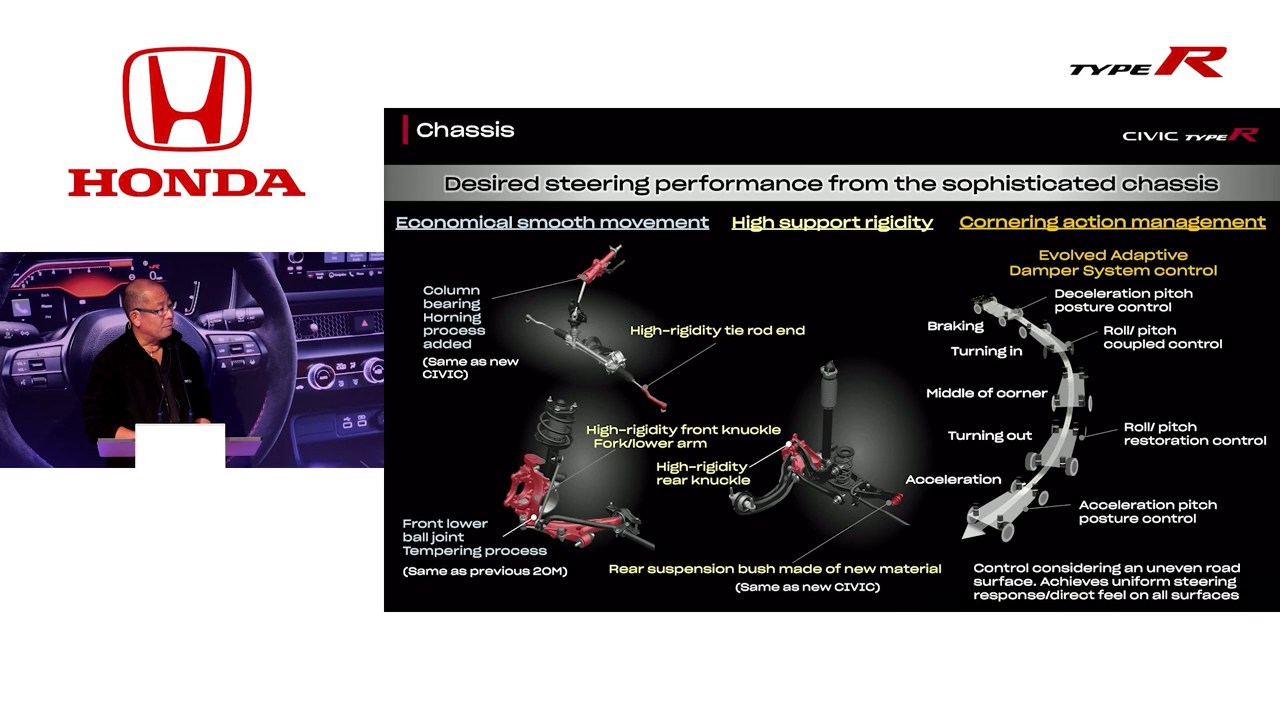 HONDA
TYPE R
Chassis
CIVIC TYPE R
Desired steering performance from the sophisticated chassis
Economical smooth movement
High support rigidity
Cornering action management
Column
bearing
Horning
process
added
(Same as new
CIVIC)
High-rigidity tie rod end
High-rigidity front knuckle
Fork/lower arm
High-rigidity
rear knuckle
Front lower
ball joint
Tempering process
(Same as previous 20M)
Rear suspension bush made of new material
(Same as new CIVIC)
Evolved Adaptive
Damper System control
Deceleration pitch
posture control
Braking
Roll/ pitch
coupled control
Turning in
Middle of corner
Turning out
Roll/ pitch
restoration control
Acceleration
Acceleration pitch
posture control
Control considering an uneven road
surface. Achieves uniform steering
response/direct feel on all surfaces